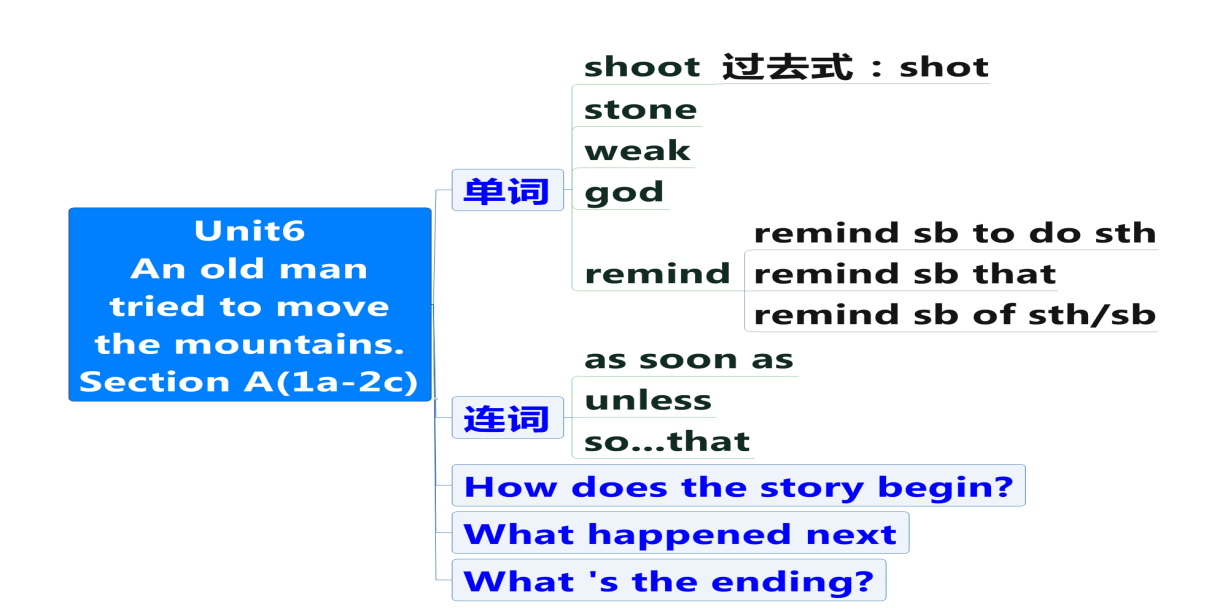 Unit6
An old man
tried to move
the mountains.
Section A(1a-2c)
单词
shoot 过去式：shot
stone
weak
god
remind
remind sb to do sth
remind sb that
remind sb of sth/sb
连词
as soon as
unless
so...that
How does the story begin?
What happened next
What 's the ending?